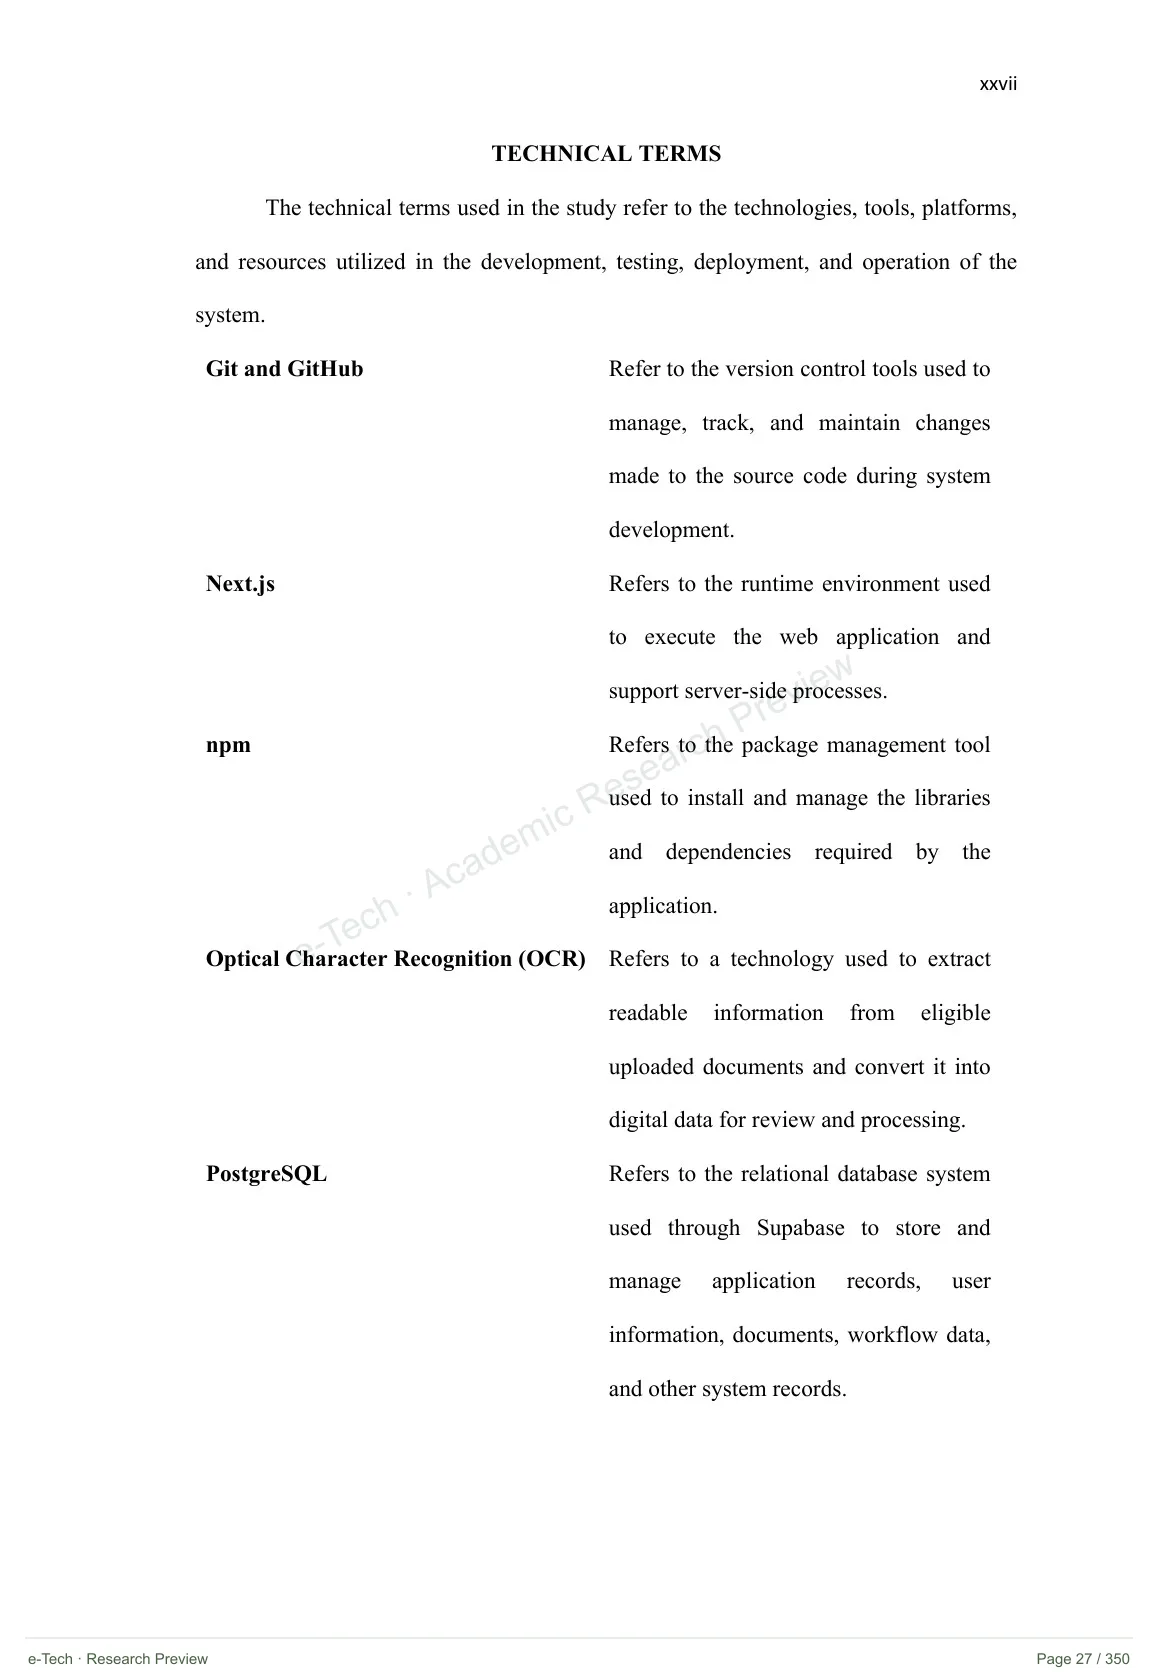 xxvii
TECHNICAL TERMS
The technical terms used in the study refer to the technologies, tools, platforms,
and resources utilized in the development, testing, deployment, and operation of the
system.
Git and GitHub
Refer to the version control tools used to
manage, track, and maintain changes
made to the source code during system
development.
Next.js
Refers to the runtime environment used
to execute the web application and
support server-side processes.
npm
Refers to the package management tool
used to install and manage the libraries
and dependencies required by the
application.
Optical Character Recognition (OCR)
Refers to a technology used to extract
readable information from eligible
uploaded documents and convert it into
digital data for review and processing.
PostgreSQL
Refers to the relational database system
used through Supabase to store and
manage application records, user
information, documents, workflow data,
and other system records.
e-Tech · Academic Research Preview
e-Tech · Research Preview
Page 27 / 350